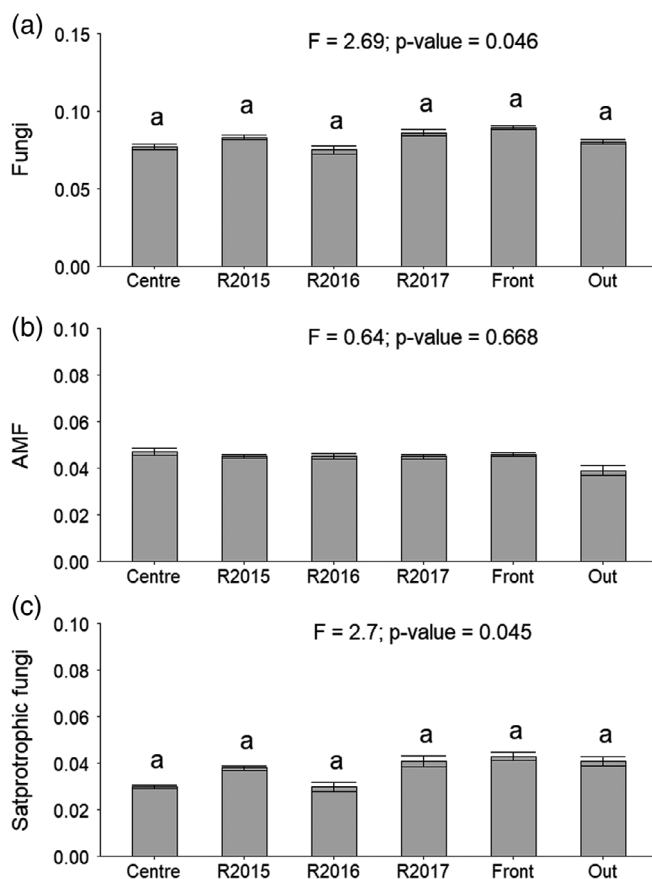 (a)
F = 2.69; p-value = 0.046
Fungi
0.15
0.10
0.05
0.00
a a a a a a
Centre R2015 R2016 R2017 Front Out
(b)
F = 0.64; p-value = 0.668
AMF
0.10
0.08
0.06
0.04
0.02
0.00
Centre R2015 R2016 R2017 Front Out
(c)
F = 2.7; p-value = 0.045
Satprotrophic fungi
0.10
0.08
0.06
0.04
0.02
0.00
a a a a a a
Centre R2015 R2016 R2017 Front Out